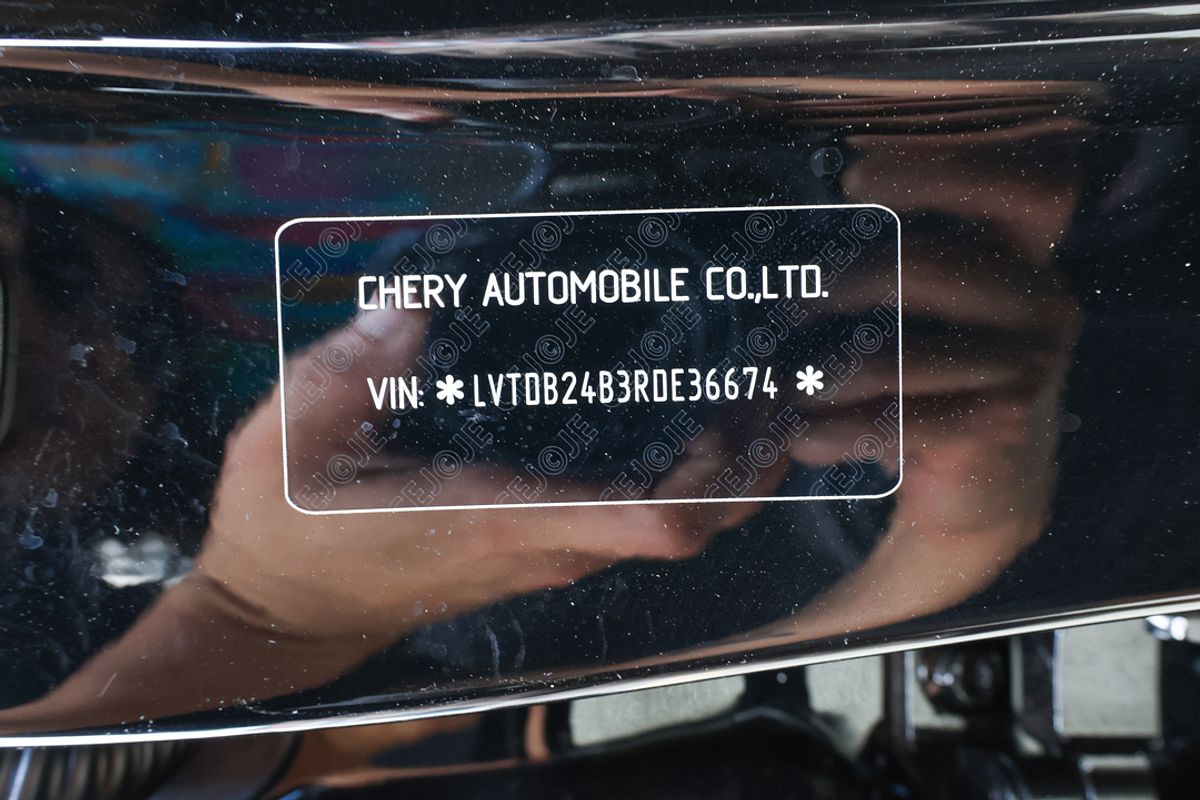 CHERY AUTOMOBILE CO.,LTD.
VIN: *LVTDB24B3RDE36674 *